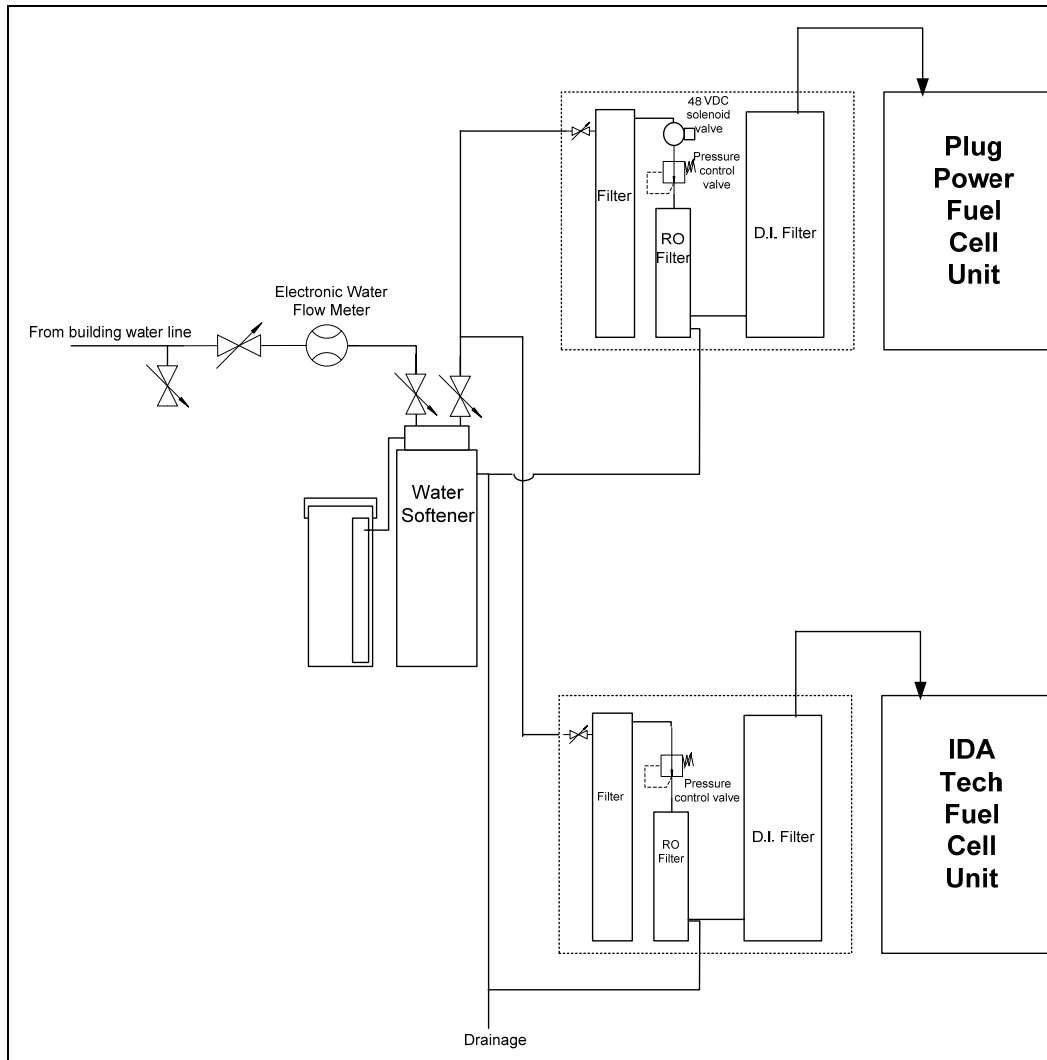 48 VDC
solenoid
valve
Pressure
control
valve
Filter
RO
Filter
D.I. Filter
Plug
Power
Fuel
Cell
Unit
Electronic Water
Flow Meter
From building water line
Water
Softener
Filter
Pressure
control valve
RO
Filter
D.I. Filter
IDA
Tech
Fuel
Cell
Unit
Drainage